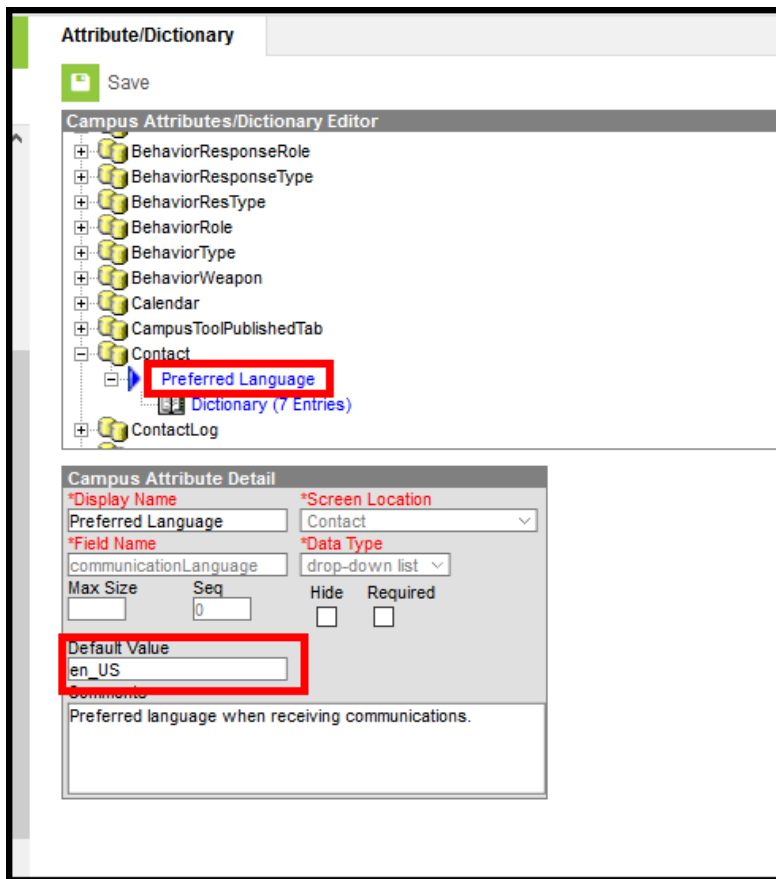 Attribute/Dictionary
Save
Campus Attributes/Dictionary Editor
BehaviorResponseRole
BehaviorResponseType
BehaviorResType
BehaviorRole
BehaviorType
BehaviorWeapon
Calendar
CampusToolPublishedTab
Contact
Preferred Language
Dictionary (7 Entries)
ContactLog
Campus Attribute Detail
*Display Name *Screen Location
Preferred Language Contact
*Field Name *Data Type
communicationLanguage drop-down list
Max Size Seq Hide Required
0
Default Value
en_US
Comments
Preferred language when receiving communications.